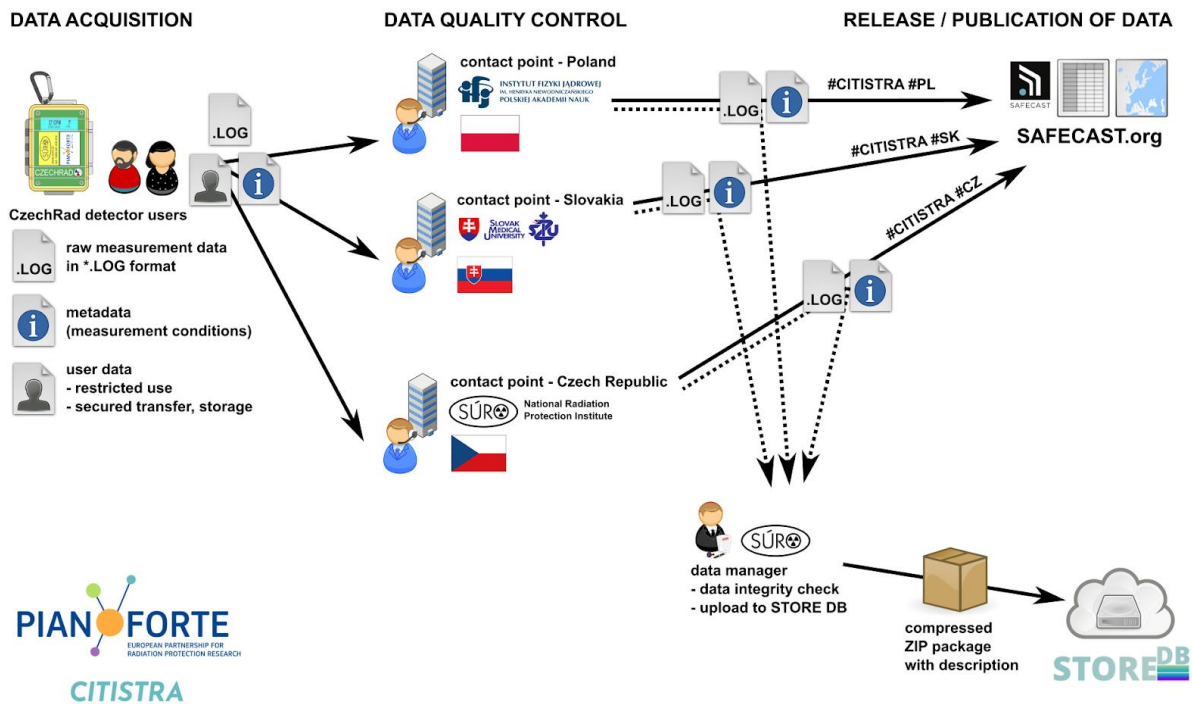 DATA ACQUISITION
DATA QUALITY CONTROL
RELEASE / PUBLICATION OF DATA
contact point - Poland
ifj
INSTYTUT FIZYKI JĄDROWEJ
IM. HENRYKA NIEWODNICZAŃSKIEGO
POLSKIEJ AKADEMII NAUK
.LOG
#CITISTRA #PL
SAFECAST
SAFECAST.org
.LOG
SÚRO
PIANOFORTE
CZECHRAD
CzechRad detector users
contact point - Slovakia
SLOVAK
MEDICAL
UNIVERSITY
SZU
.LOG
#CITISTRA #SK
.LOG
raw measurement data
in *.LOG format
metadata
(measurement conditions)
user data
- restricted use
- secured transfer, storage
contact point - Czech Republic
SÚRO
National Radiation
Protection Institute
.LOG
#CITISTRA #CZ
SÚRO
data manager
- data integrity check
- upload to STORE DB
compressed
ZIP package
with description
STORE DB
PIANOFORTE
EUROPEAN PARTNERSHIP FOR
RADIATION PROTECTION RESEARCH
CITISTRA